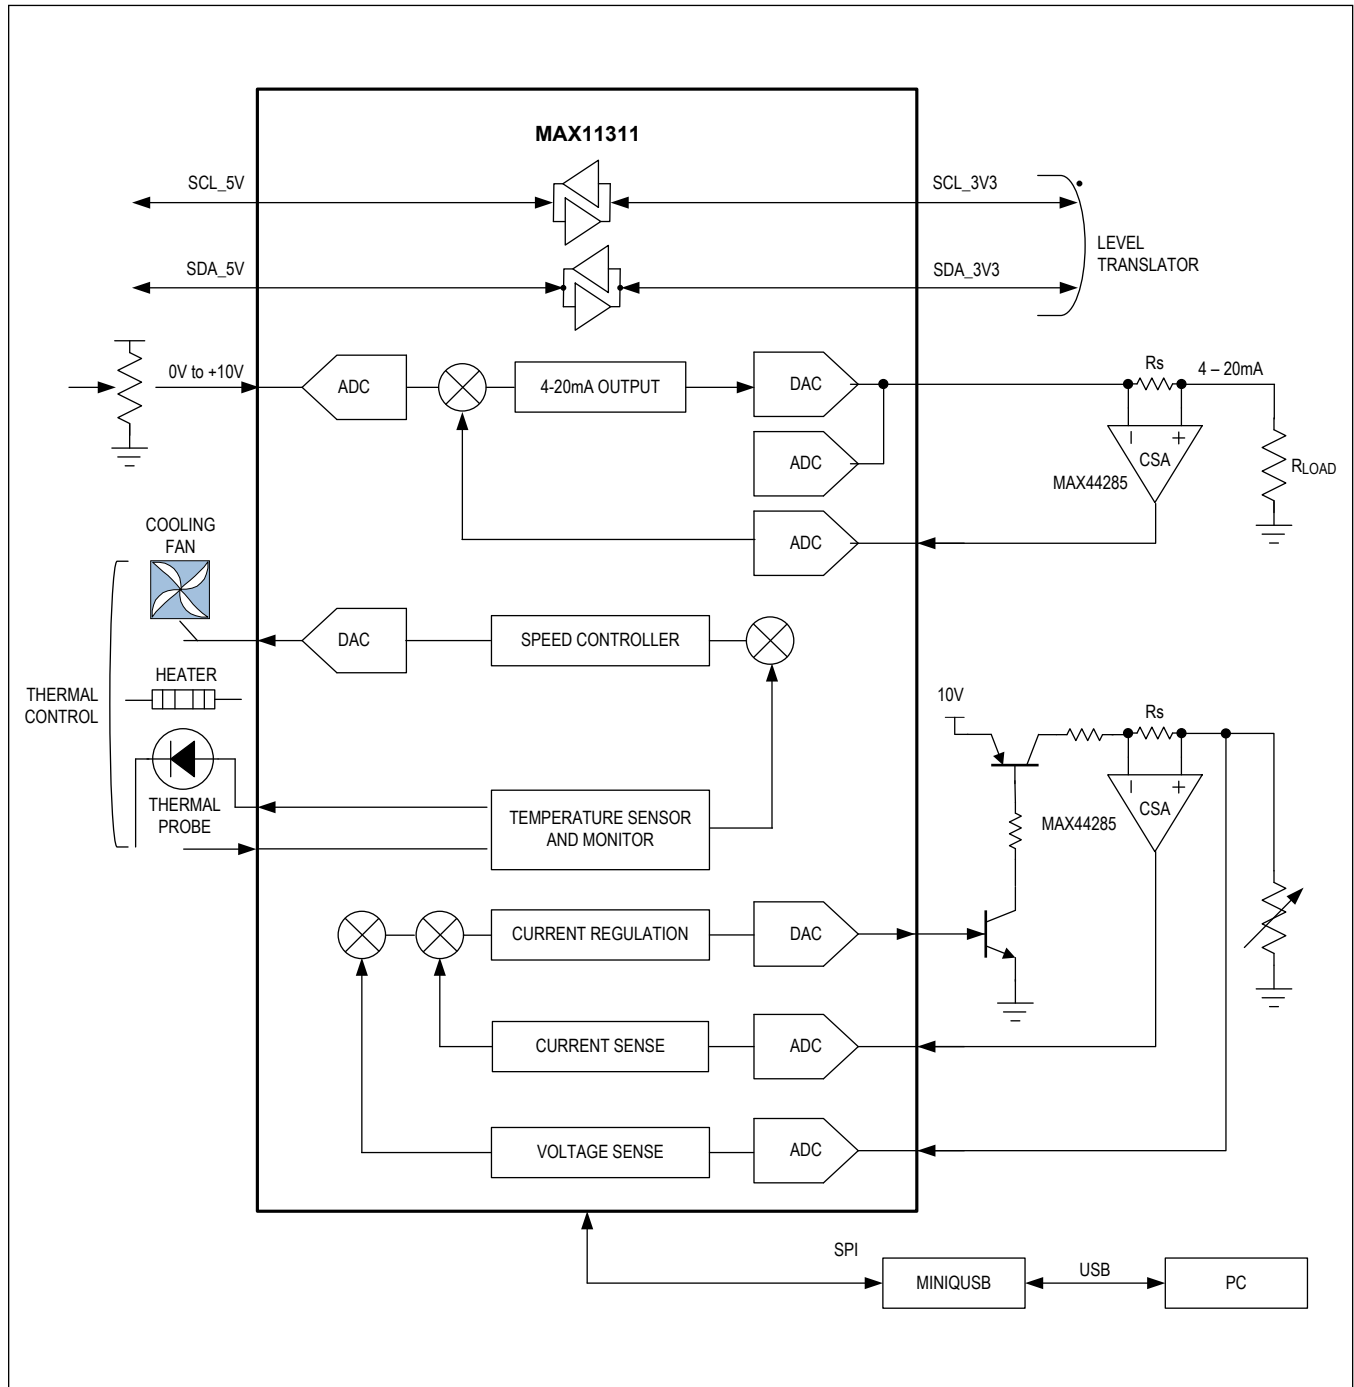 MAX11311
SCL_5V
SCL_3V3
SDA_5V
SDA_3V3
LEVEL
TRANSLATOR
0V to +10V
ADC
4-20mA OUTPUT
DAC
Rs
4 – 20mA
ADC
CSA
MAX44285
RLOAD
ADC
COOLING
FAN
DAC
SPEED CONTROLLER
HEATER
THERMAL
CONTROL
THERMAL
PROBE
TEMPERATURE SENSOR
AND MONITOR
10V
Rs
CSA
MAX44285
CURRENT REGULATION
DAC
CURRENT SENSE
ADC
VOLTAGE SENSE
ADC
SPI
MINIQUSB
USB
PC